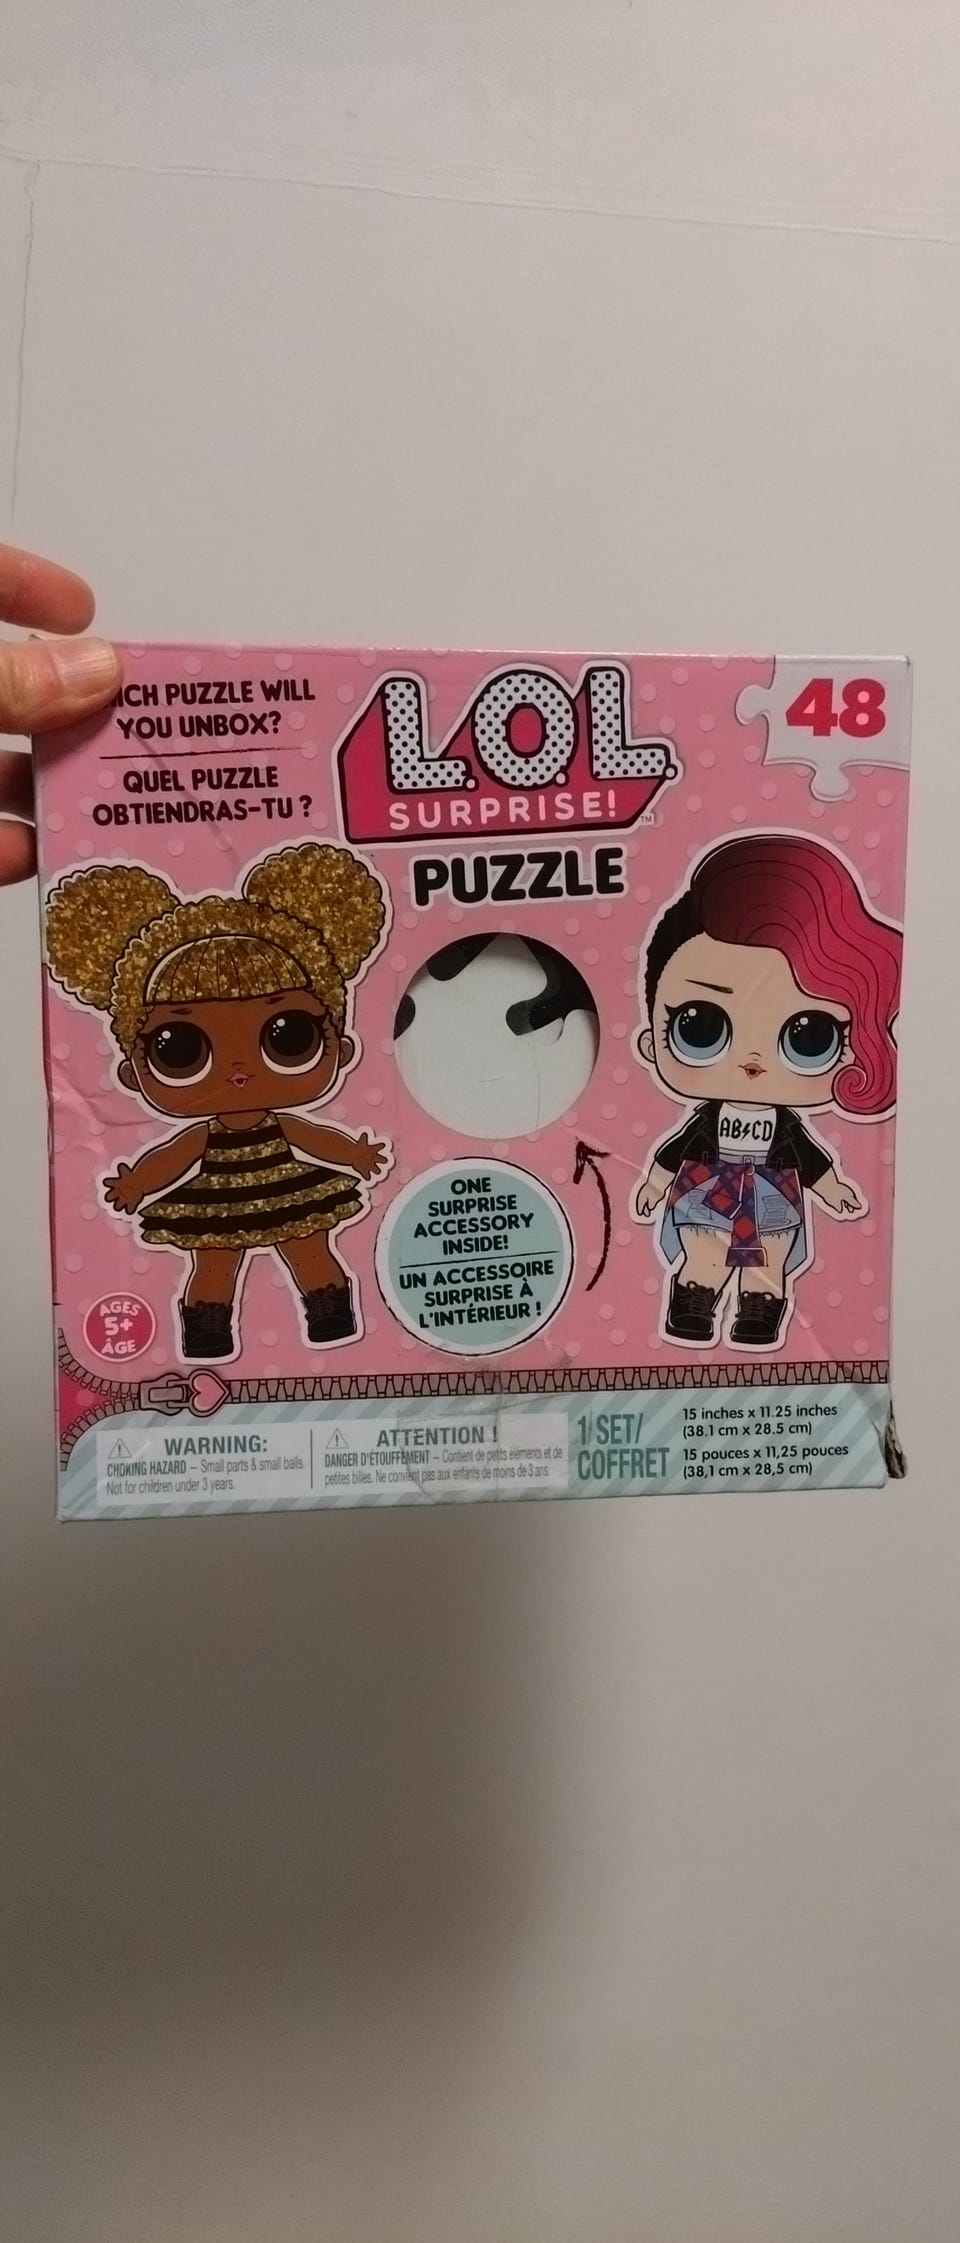 PUZZLE WILL
YOU UNBOX?
QUEL PUZZLE
OBTIENDRAS-TU ?
L.O.L.
SURPRISE!™
PUZZLE
48
AB⚡CD
ONE
SURPRISE
ACCESSORY
INSIDE!
UN ACCESSOIRE
SURPRISE À
L'INTÉRIEUR !
AGES
5+
ÂGE
⚠ WARNING:
CHOKING HAZARD – Small parts & small balls.
Not for children under 3 years.
⚠ ATTENTION !
DANGER D'ÉTOUFFEMENT – Contient de petits éléments et de
petites billes. Ne convient pas aux enfants de moins de 3 ans.
1 SET/
COFFRET
15 inches x 11.25 inches
(38.1 cm x 28.5 cm)
15 pouces x 11,25 pouces
(38,1 cm x 28,5 cm)